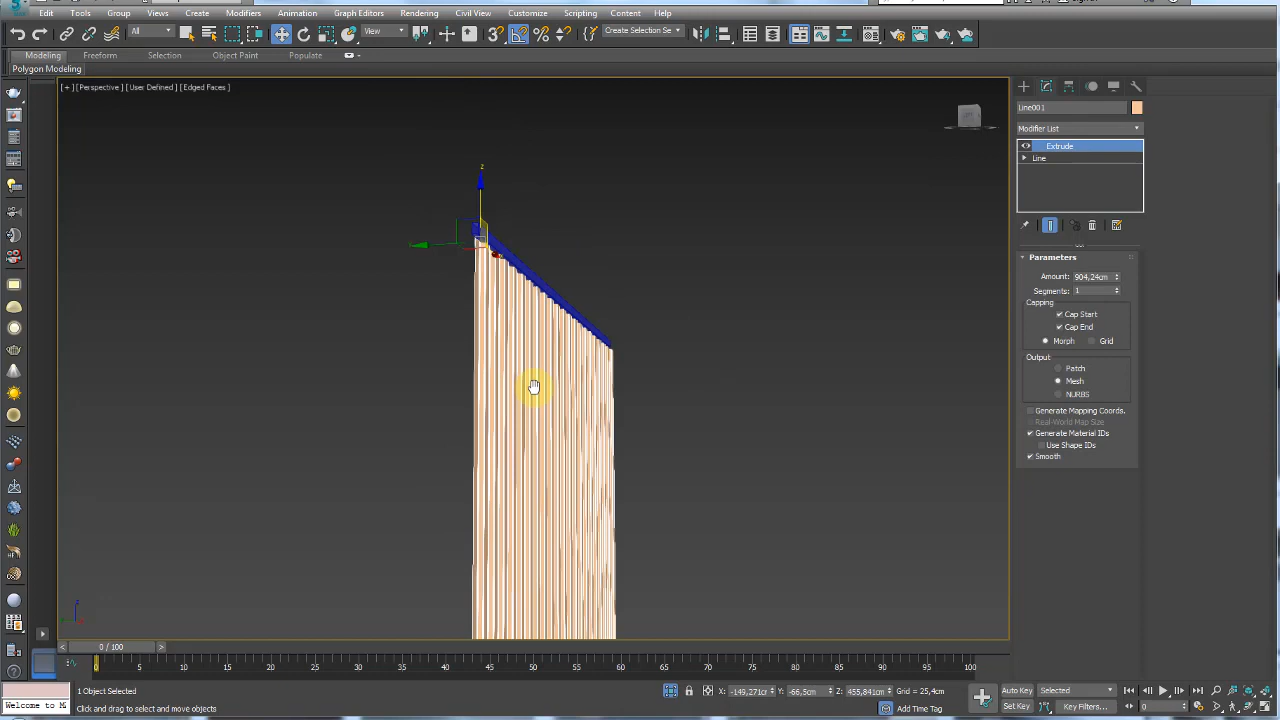 Edit Tools Group Views Create Modifiers Animation Graph Editors Rendering Civil View Customize Scripting Content Help
All View Create Selection Se
Modeling Freeform Selection Object Paint Populate
Polygon Modeling
[+] [Perspective] [User Defined] [Edged Faces]
z
Line001
Modifier List
Extrude
Line
Parameters
Amount: 904,24cm
Segments: 1
Capping
Cap Start
Cap End
Morph Grid
Output
Patch
Mesh
NURBS
Generate Mapping Coords.
Real-World Map Size
Generate Material IDs
Use Shape IDs
Smooth
< 0 / 100 >
0 5 10 15 20 25 30 35 40 45 50 55 60 65 70 75 80 85 90 95 100
1 Object Selected X: -149,271cm Y: -66,5cm Z: 455,841cm Grid = 25,4cm Auto Key Selected
Welcome to M Click and drag to select and move objects Add Time Tag Set Key Key Filters... 0